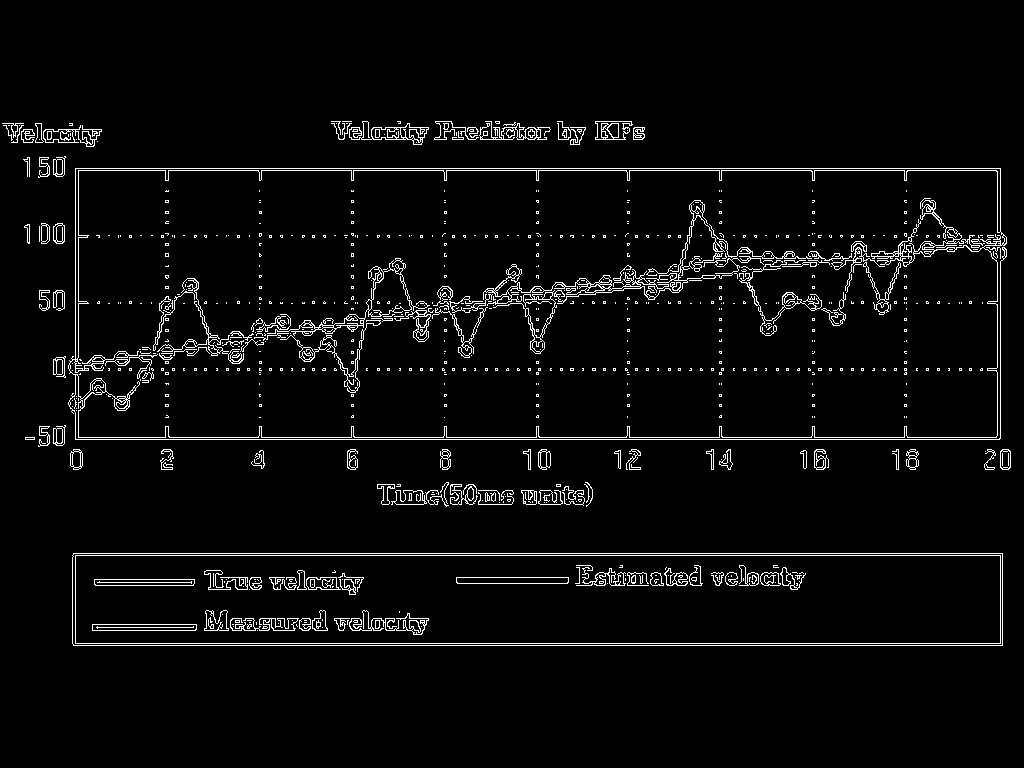 Velocity
Velocity Predictor by KFs
150
100
50
0
-50
0 2 4 6 8 10 12 14 16 18 20
Time(50ms units)
True velocity Estimated velocity
Measured velocity